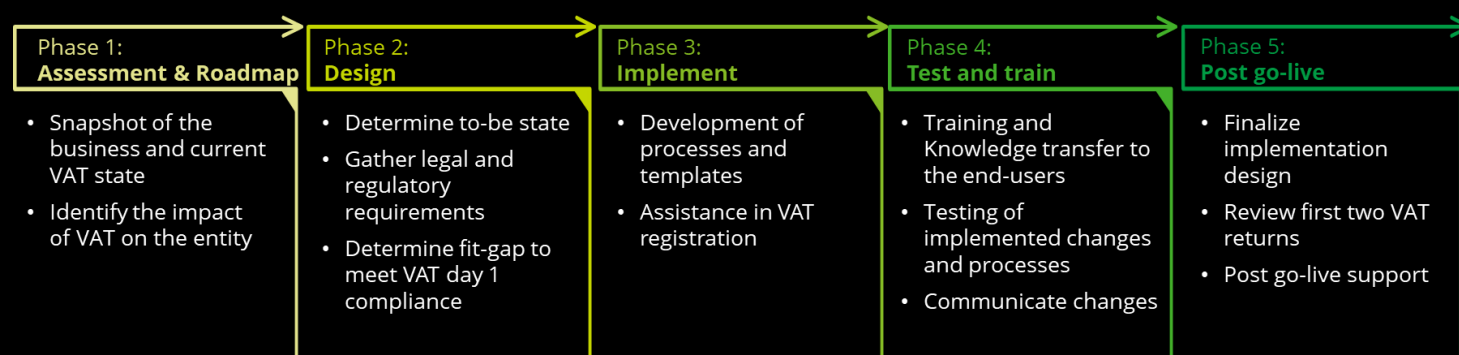 Phase 1:
Assessment & Roadmap
• Snapshot of the
business and current
VAT state
• Identify the impact
of VAT on the entity
Phase 2:
Design
• Determine to-be state
• Gather legal and
regulatory
requirements
• Determine fit-gap to
meet VAT day 1
compliance
Phase 3:
Implement
• Development of
processes and
templates
• Assistance in VAT
registration
Phase 4:
Test and train
• Training and
Knowledge transfer to
the end-users
• Testing of
implemented changes
and processes
• Communicate changes
Phase 5:
Post go-live
• Finalize
implementation
design
• Review first two VAT
returns
• Post go-live support